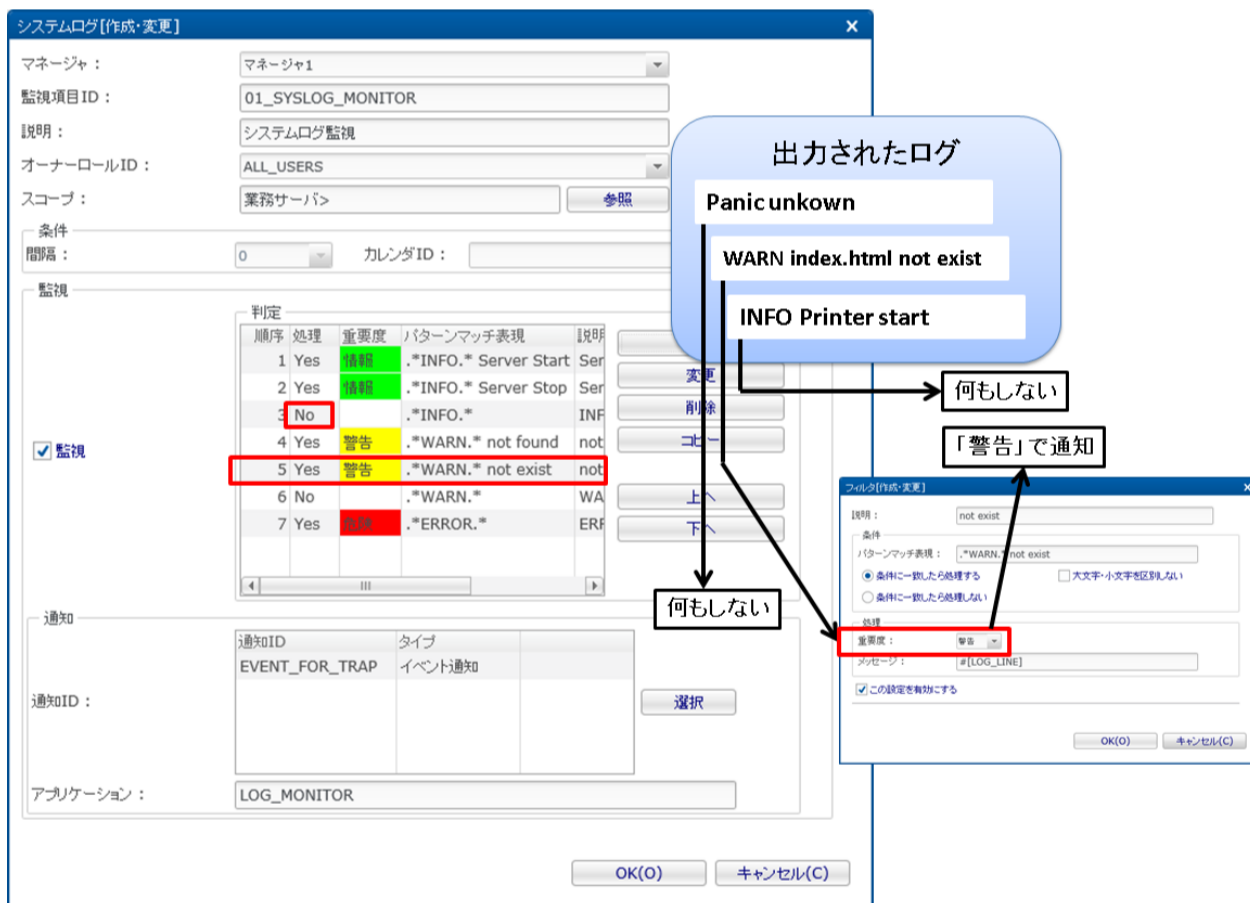 システムログ[作成・変更]
マネージャ：
マネージャ1
監視項目ID：
01_SYSLOG_MONITOR
説明：
システムログ監視
オーナーロールID：
ALL_USERS
スコープ：
業務サーバ>
参照
条件
間隔：
0
カレンダID：
監視
監視
判定
順序 処理 重要度 パターンマッチ表現 説明
1 Yes 情報 .*INFO.* Server Start Ser
2 Yes 情報 .*INFO.* Server Stop Ser
3 No .*INFO.* INF
4 Yes 警告 .*WARN.* not found not
5 Yes 警告 .*WARN.* not exist not
6 No .*WARN.* WA
7 Yes 危険 .*ERROR.* ERF
変更
削除
コピー
上へ
下へ
通知
通知ID タイプ
EVENT_FOR_TRAP イベント通知
通知ID：
選択
アプリケーション：
LOG_MONITOR
OK(O)
キャンセル(C)
出力されたログ
Panic unkown
WARN index.html not exist
INFO Printer start
何もしない
「警告」で通知
何もしない
フィルタ[作成・変更]
説明：
not exist
条件
パターンマッチ表現：
.*WARN.* not exist
条件に一致したら処理する
大文字・小文字を区別しない
条件に一致したら処理しない
処理
重要度：
警告
メッセージ：
#[LOG_LINE]
この設定を有効にする
OK(O)
キャンセル(C)